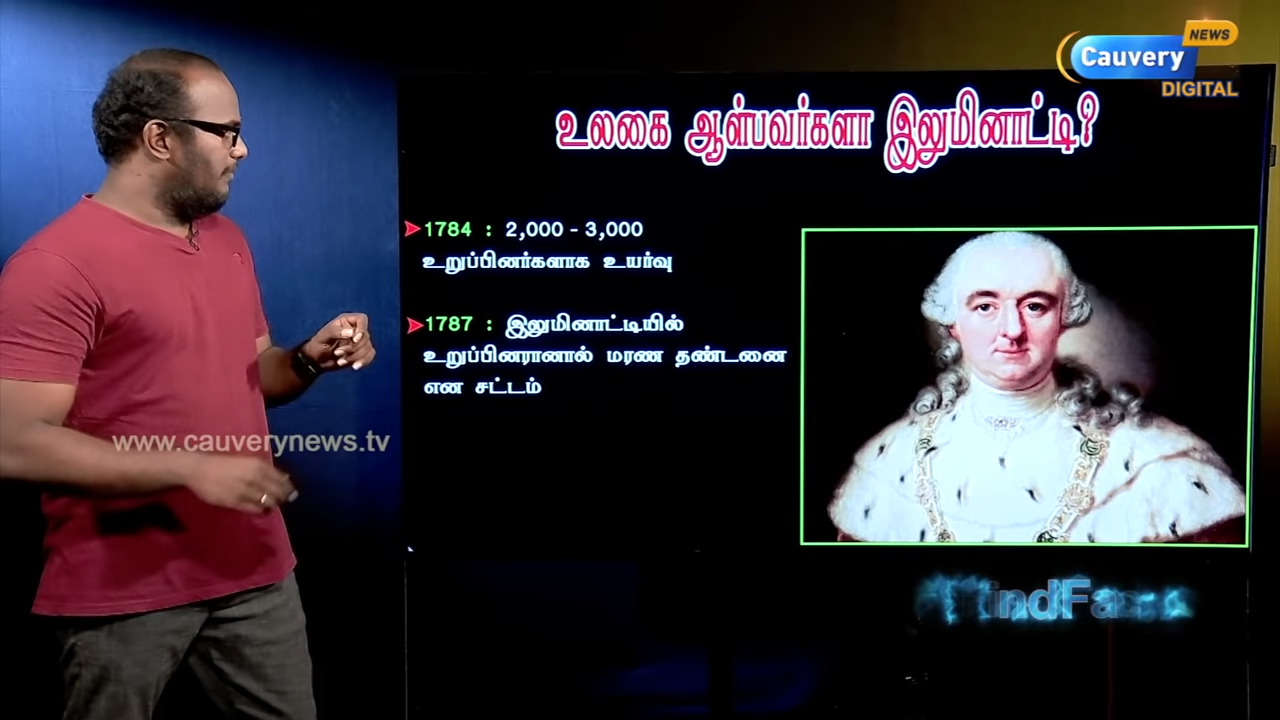 Cauvery
NEWS
DIGITAL
உலகை ஆள்பவர்களா இலுமினாட்டி?
1784 : 2,000 - 3,000
உறுப்பினர்களாக உயர்வு
1787 : இலுமினாட்டியில்
உறுப்பினரானால் மரண தண்டனை
என சட்டம்
www.cauverynews.tv